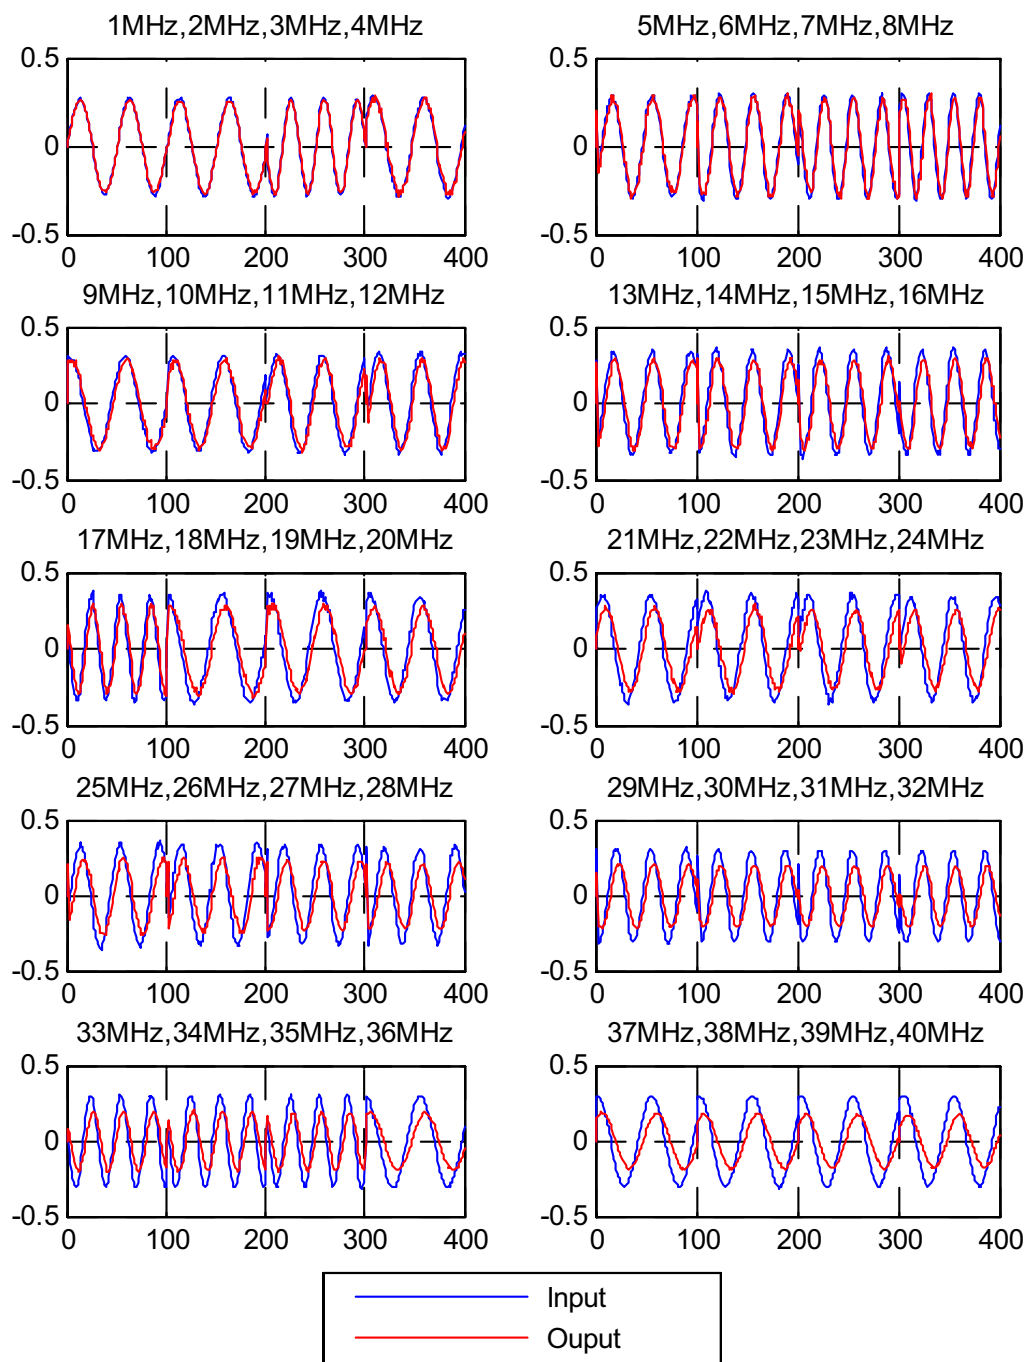 1MHz,2MHz,3MHz,4MHz
5MHz,6MHz,7MHz,8MHz
0.5
0
-0.5
0 100 200 300 400
0.5
0
-0.5
0 100 200 300 400
9MHz,10MHz,11MHz,12MHz
13MHz,14MHz,15MHz,16MHz
0.5
0
-0.5
0 100 200 300 400
0.5
0
-0.5
0 100 200 300 400
17MHz,18MHz,19MHz,20MHz
21MHz,22MHz,23MHz,24MHz
0.5
0
-0.5
0 100 200 300 400
0.5
0
-0.5
0 100 200 300 400
25MHz,26MHz,27MHz,28MHz
29MHz,30MHz,31MHz,32MHz
0.5
0
-0.5
0 100 200 300 400
0.5
0
-0.5
0 100 200 300 400
33MHz,34MHz,35MHz,36MHz
37MHz,38MHz,39MHz,40MHz
0.5
0
-0.5
0 100 200 300 400
0.5
0
-0.5
0 100 200 300 400
Input
Ouput